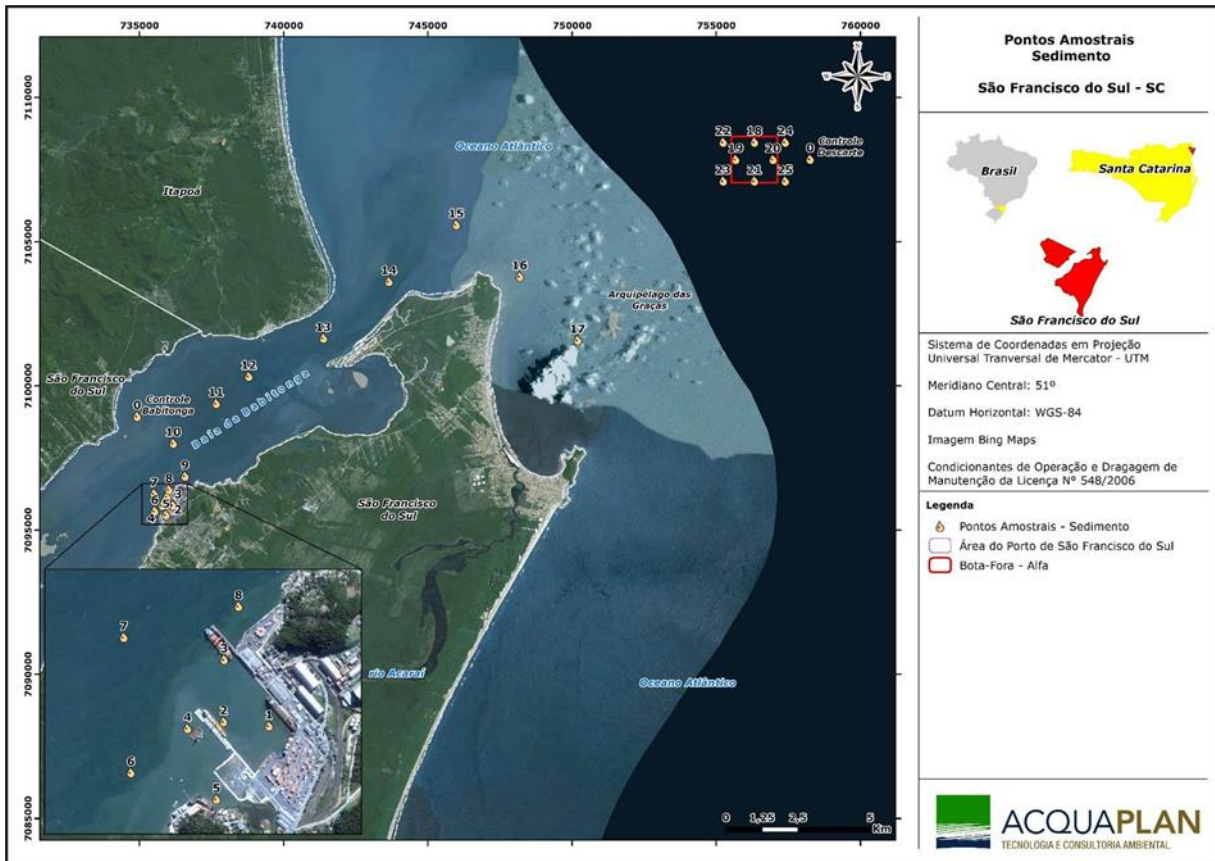 735000
740000
745000
750000
755000
760000
7110000
7105000
7100000
7095000
7090000
7085000
Oceano Atlântico
Itapoá
22
18
24
19
20
0
Controle
Descarte
23
21
25
15
14
16
Arquipélago das
Graças
17
13
12
11
São Francisco
do Sul
0
Controle
Babitonga
Baía da Babitonga
10
9
8
7
3
6
5
2
4
São Francisco
do Sul
8
7
3
2
1
4
6
5
rio Acaraí
Oceano Atlântico
0
1,25
2,5
5
Km
N
S
Pontos Amostrais
Sedimento
São Francisco do Sul - SC
Brasil
Santa Catarina
São Francisco do Sul
Sistema de Coordenadas em Projeção
Universal Tranversal de Mercator - UTM
Meridiano Central: 51º
Datum Horizontal: WGS-84
Imagem Bing Maps
Condicionantes de Operação e Dragagem de
Manutenção da Licença Nº 548/2006
Legenda
Pontos Amostrais - Sedimento
Área do Porto de São Francisco do Sul
Bota-Fora - Alfa
ACQUAPLAN
TECNOLOGIA E CONSULTORIA AMBIENTAL